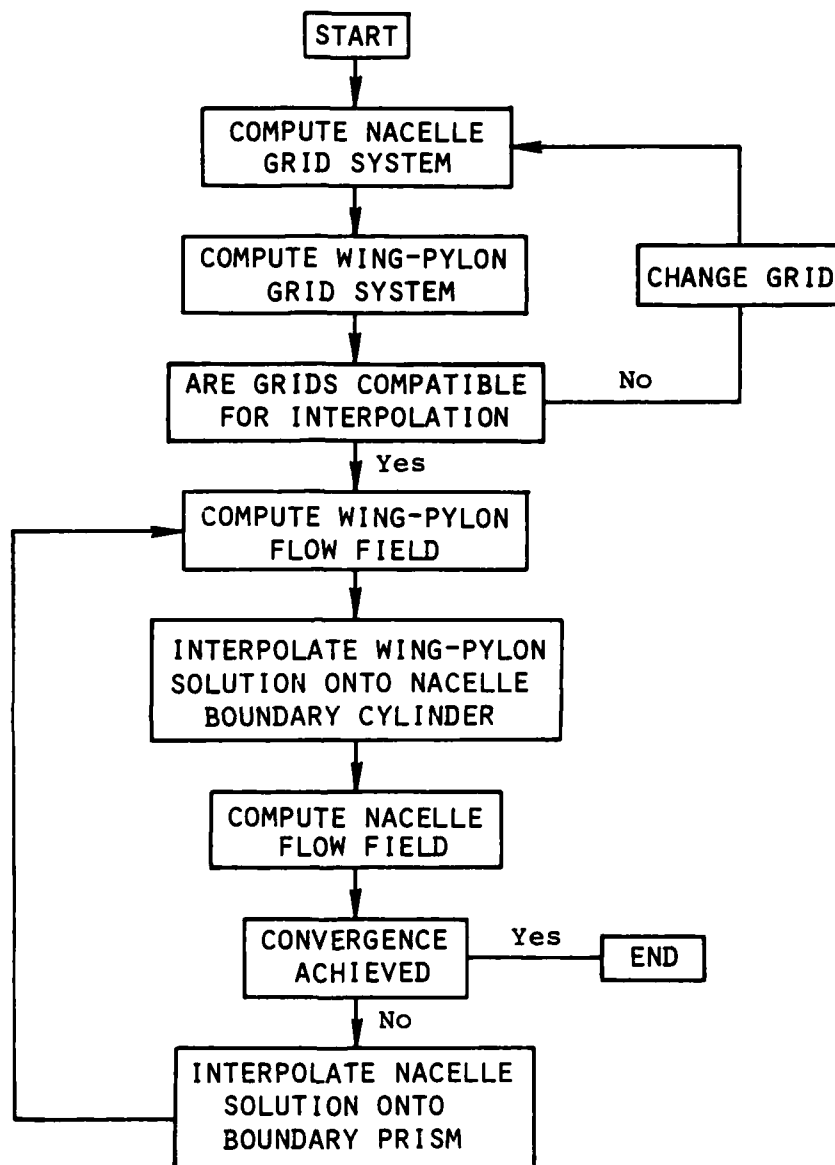 START
COMPUTE NACELLE
GRID SYSTEM
COMPUTE WING-PYLON
GRID SYSTEM
CHANGE GRID
ARE GRIDS COMPATIBLE
FOR INTERPOLATION
No
Yes
COMPUTE WING-PYLON
FLOW FIELD
INTERPOLATE WING-PYLON
SOLUTION ONTO NACELLE
BOUNDARY CYLINDER
COMPUTE NACELLE
FLOW FIELD
CONVERGENCE
ACHIEVED
Yes
END
No
INTERPOLATE NACELLE
SOLUTION ONTO
BOUNDARY PRISM